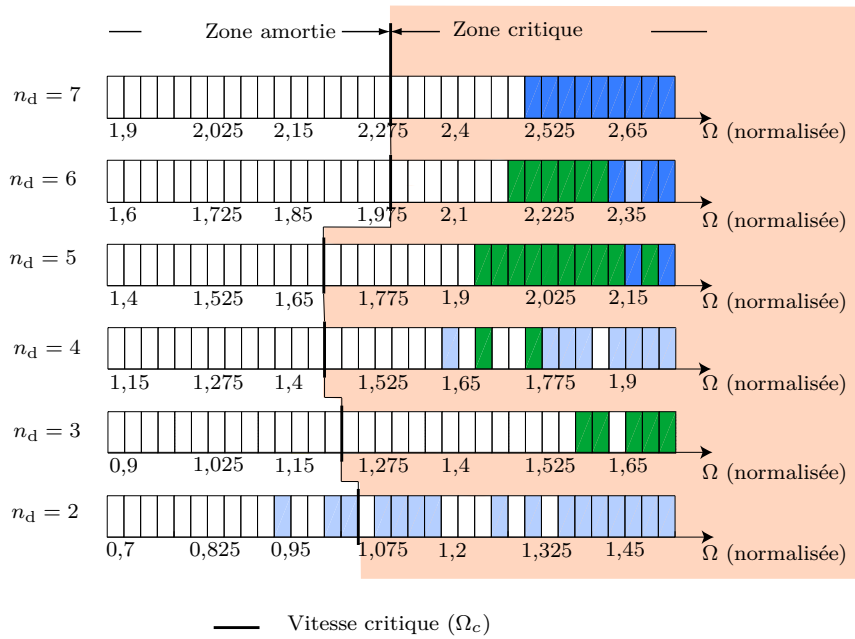 Zone amortie Zone critique
n_d = 7
1,9 2,025 2,15 2,275 2,4 2,525 2,65 Ω (normalisée)
n_d = 6
1,6 1,725 1,85 1,975 2,1 2,225 2,35 Ω (normalisée)
n_d = 5
1,4 1,525 1,65 1,775 1,9 2,025 2,15 Ω (normalisée)
n_d = 4
1,15 1,275 1,4 1,525 1,65 1,775 1,9 Ω (normalisée)
n_d = 3
0,9 1,025 1,15 1,275 1,4 1,525 1,65 Ω (normalisée)
n_d = 2
0,7 0,825 0,95 1,075 1,2 1,325 1,45 Ω (normalisée)
Vitesse critique (Ω_c)